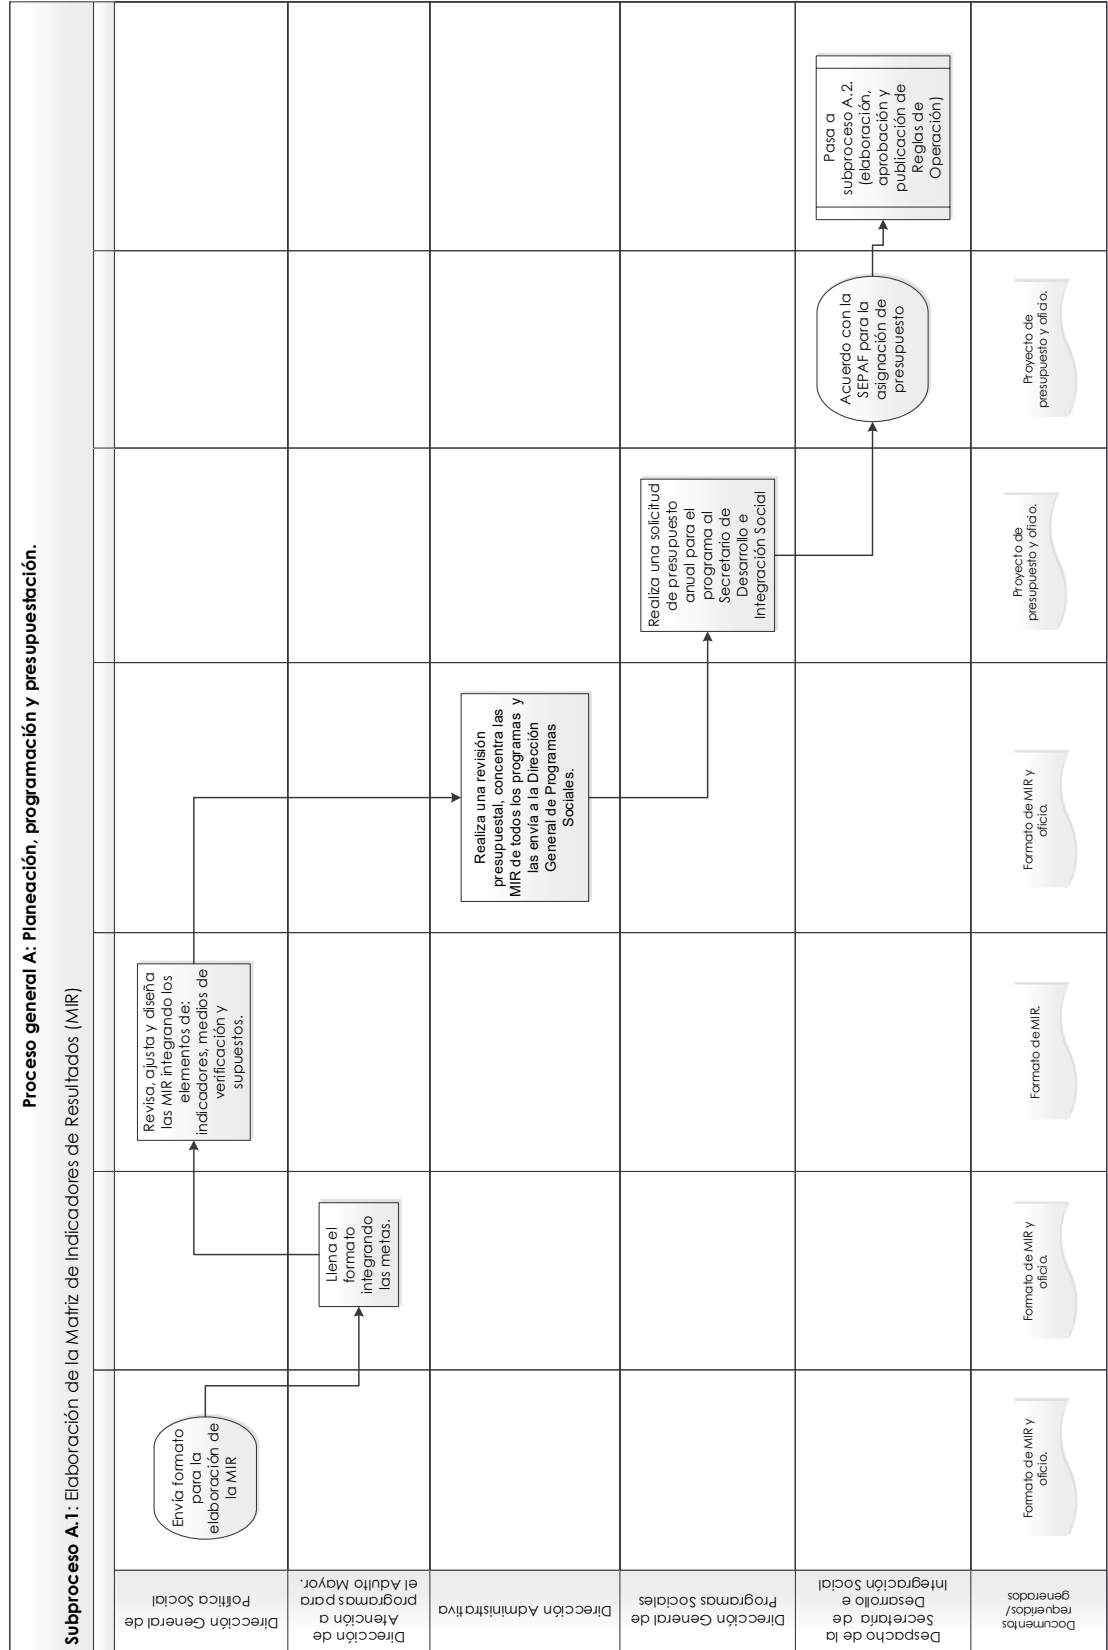 Proceso general A: Planeación, programación y presupuestación.
Subproceso A.1: Elaboración de la Matriz de Indicadores de Resultados (MIR)
Dirección General de
Política Social
Envía formato
para la
elaboración de
la MIR
Revisa, ajusta y diseña
las MIR integrando los
elementos de:
indicadores, medios de
verificación y
supuestos.
Dirección de
Atención a
programas para
el Adulto Mayor.
Llena el
formato
integrando
las metas.
Dirección Administrativa
Realiza una revisión
presupuestal, concentra las
MIR de todos los programas y
las envía a la Dirección
General de Programas
Sociales.
Dirección General de
Programas Sociales
Realiza una solicitud
de presupuesto
anual para el
programa al
Secretario de
Desarrollo e
Integración Social
Despacho de la
Secretaría de
Desarrollo e
Integración Social
Acuerdo con la
SEPAF para la
asignación de
presupuesto
Pasa a
subproceso A.2.
(elaboración,
aprobación y
publicación de
Reglas de
Operación)
Documentos
requeridos/
generados
Formato de MIR y
oficio.
Formato de MIR y
oficio.
Formato de MIR.
Formato de MIR y
oficio.
Proyecto de
presupuesto y oficio.
Proyecto de
presupuesto y oficio.